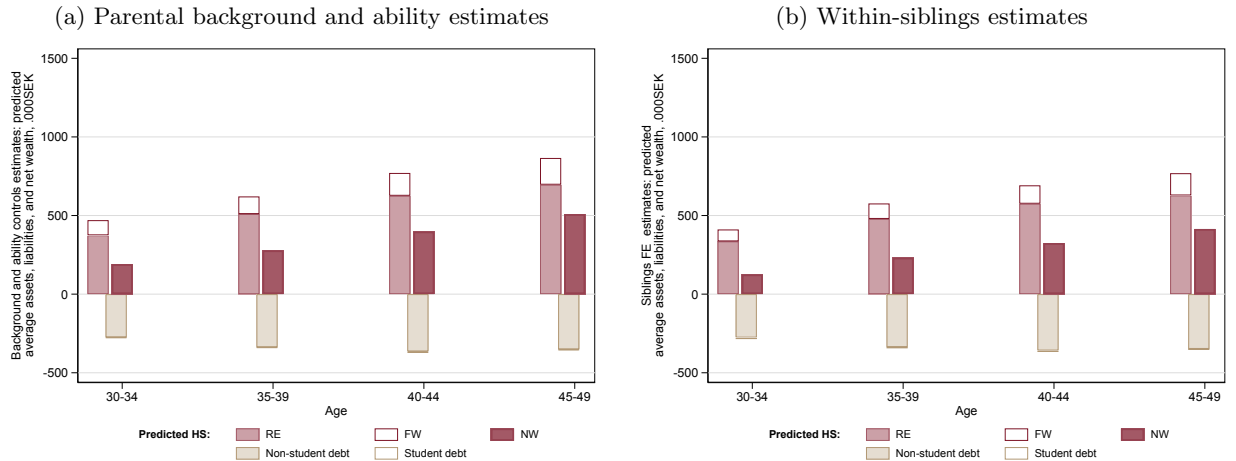 (a) Parental background and ability estimates
Background and ability controls estimates: predicted
average assets, liabilities, and net wealth, .000SEK
1500
1000
500
0
-500
30-34
35-39
40-44
45-49
Age
Predicted HS:
RE
FW
NW
Non-student debt
Student debt
(b) Within-siblings estimates
Siblings FE estimates: predicted
average assets, liabilities, and net wealth, .000SEK
1500
1000
500
0
-500
30-34
35-39
40-44
45-49
Age
Predicted HS:
RE
FW
NW
Non-student debt
Student debt